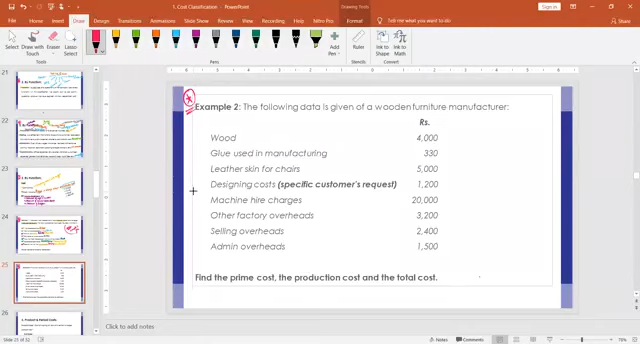 1. Cost Classification - PowerPoint
Drawing Tools
Sign in
File Home Insert Draw Design Transitions Animations Slide Show Review View Help Nitro Pro Format Tell me what you want to do
Share
Select Draw with Touch Eraser Lasso Select Add Pen Ruler Ink to Shape Ink to Math
Tools Pens Stencils Convert
21
22
23
24
25
26
Example 2: The following data is given of a wooden furniture manufacturer:
Rs.
Wood 4,000
Glue used in manufacturing 330
Leather skin for chairs 5,000
Designing costs (specific customer's request) 1,200
Machine hire charges 20,000
Other factory overheads 3,200
Selling overheads 2,400
Admin overheads 1,500
Find the prime cost, the production cost and the total cost.
Click to add notes
Notes Comments 70%